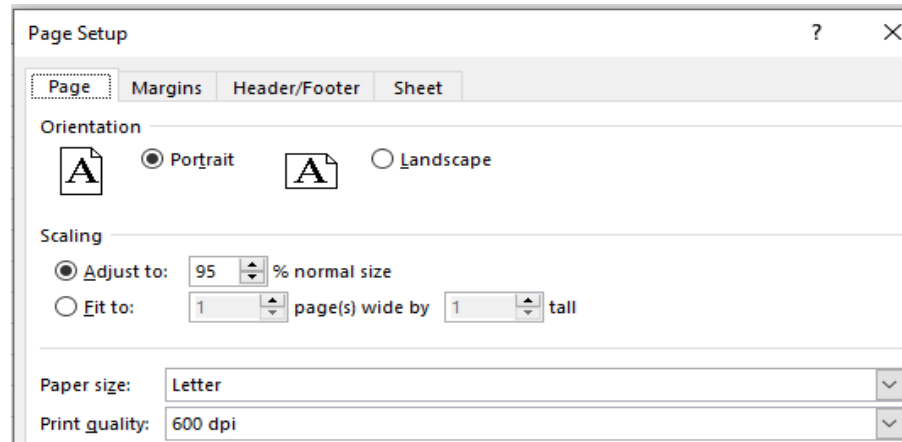 Page Setup ?
Page Margins Header/Footer Sheet
Orientation
A Portrait A Landscape
Scaling
Adjust to: 95 % normal size
Fit to: 1 page(s) wide by 1 tall
Paper size: Letter
Print quality: 600 dpi